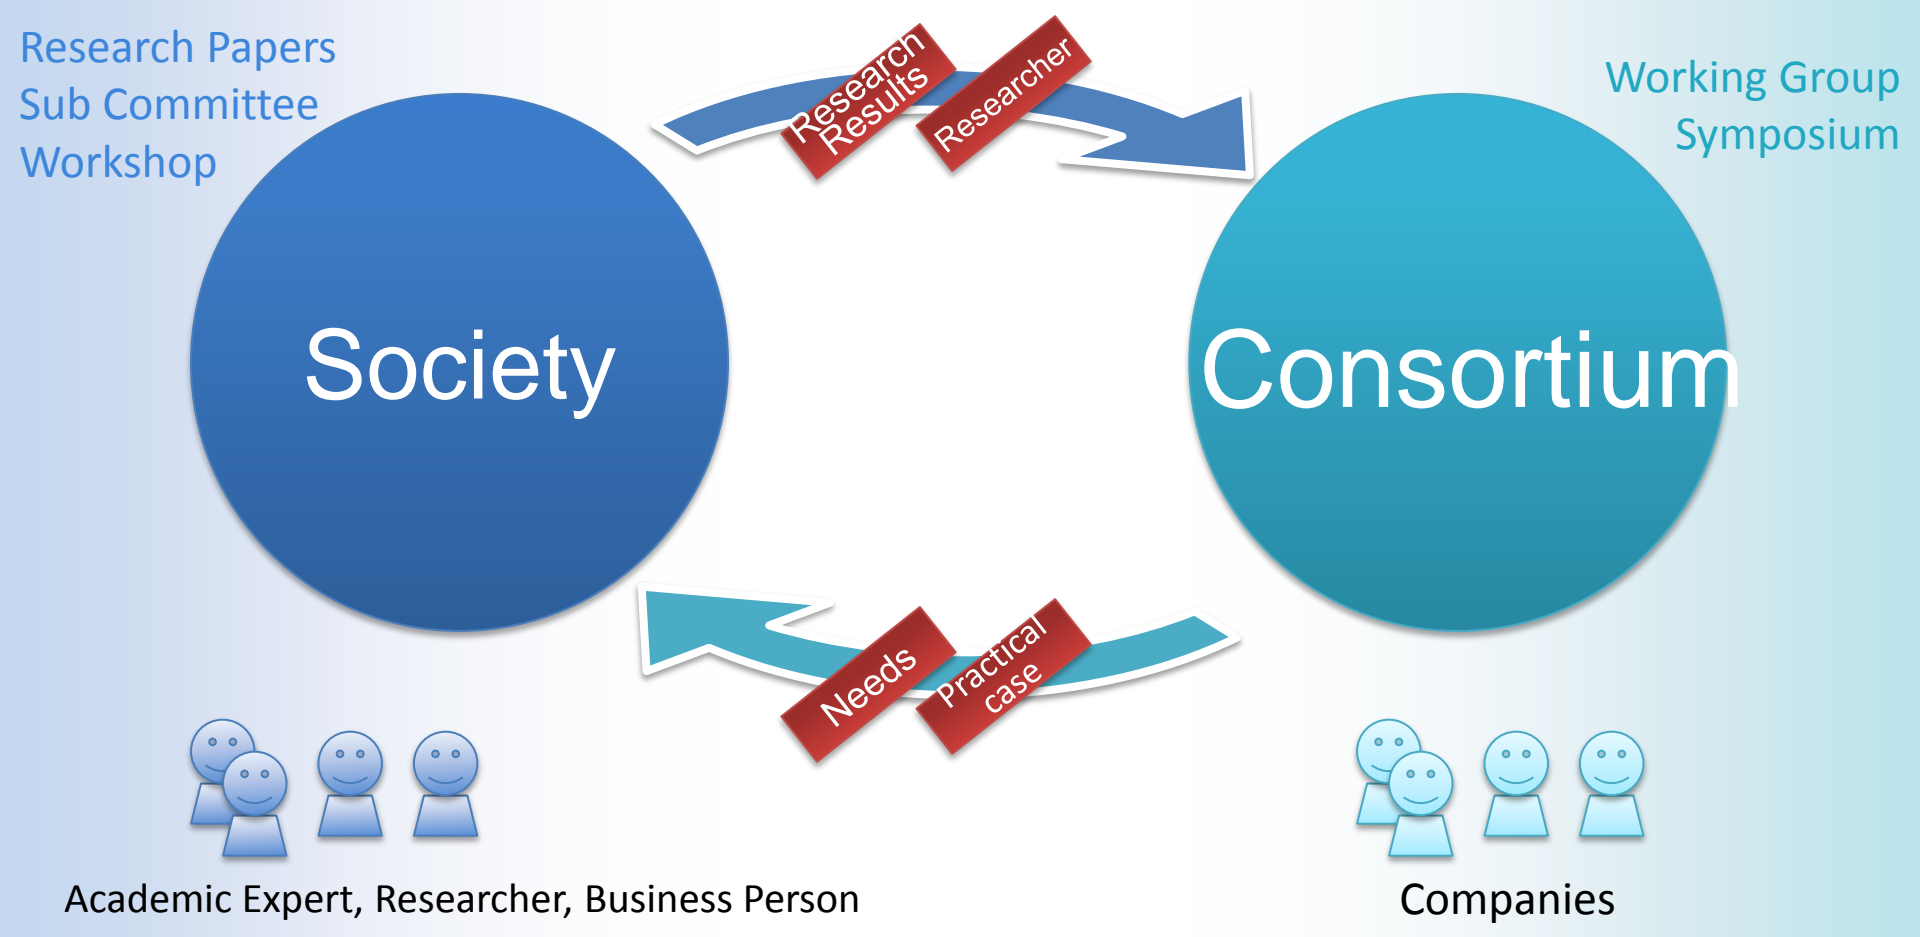 Research Papers
Sub Committee
Workshop
Research
Results
Researcher
Working Group
Symposium
Society
Consortium
Needs
Practical
case
Academic Expert, Researcher, Business Person
Companies